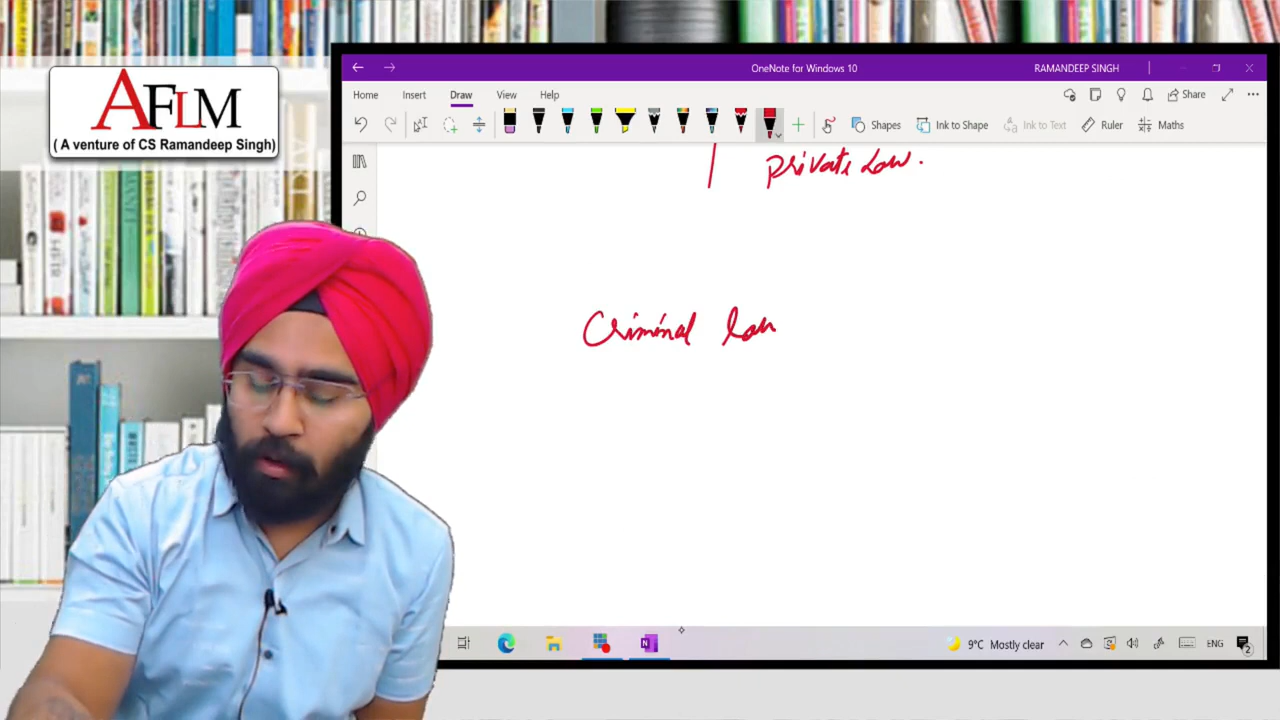 AFLM
( A venture of CS Ramandeep Singh)
OneNote for Windows 10
RAMANDEEP SINGH
Home Insert Draw View Help
Share
Shapes Ink to Shape Ink to Text Ruler Maths
private Law.
Criminal law
9°C Mostly clear
ENG
2